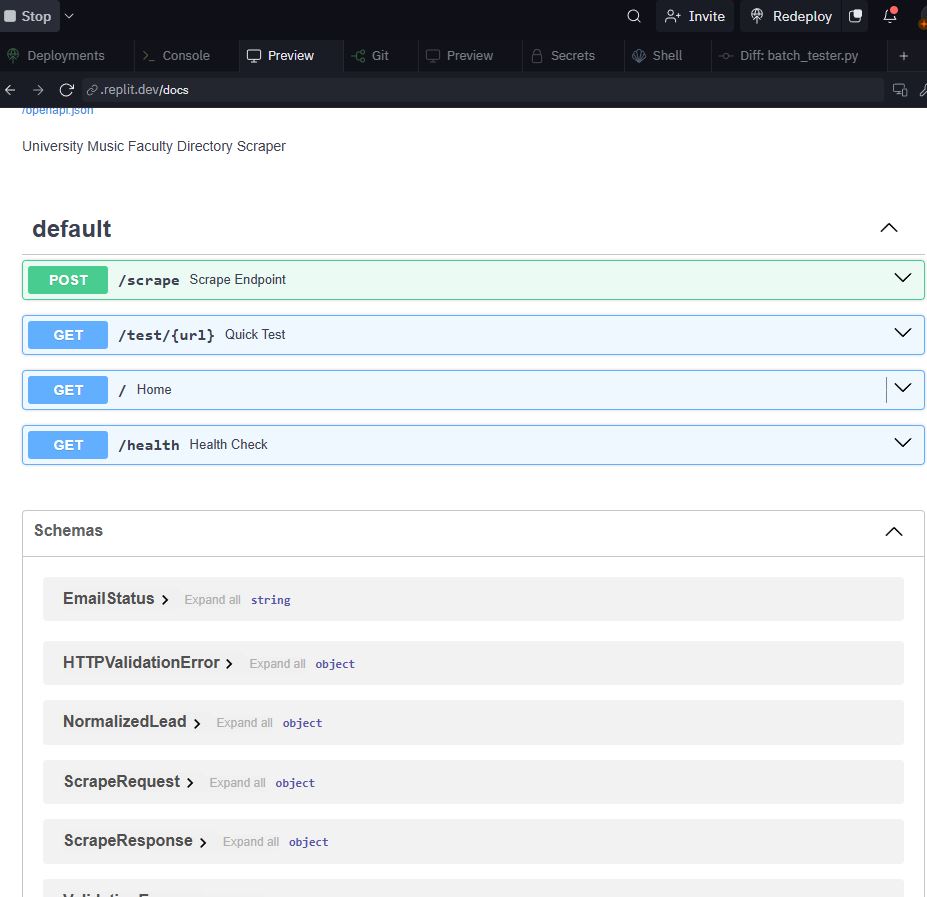 Stop Invite Redeploy
Deployments Console Preview Git Preview Secrets Shell Diff: batch_tester.py
.replit.dev/docs
/openapi.json
University Music Faculty Directory Scraper
default
POST /scrape Scrape Endpoint
GET /test/{url} Quick Test
GET / Home
GET /health Health Check
Schemas
EmailStatus Expand all string
HTTPValidationError Expand all object
NormalizedLead Expand all object
ScrapeRequest Expand all object
ScrapeResponse Expand all object